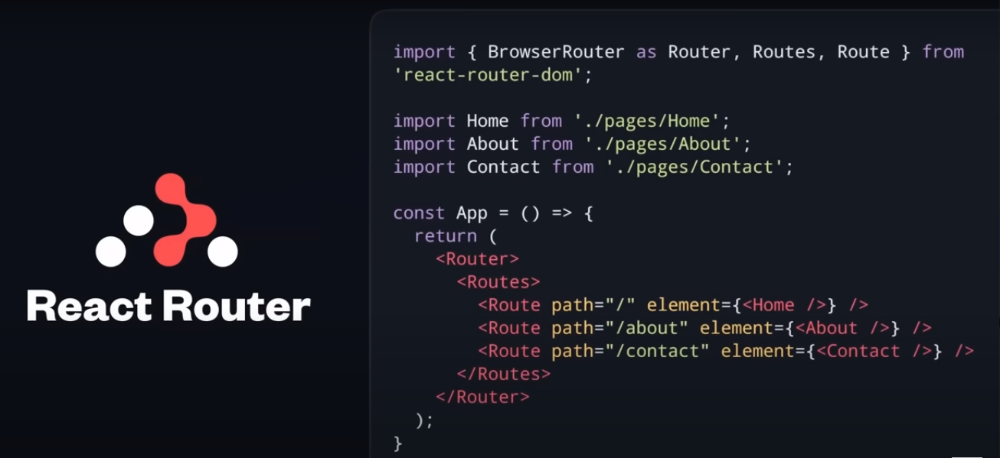 React Router
import { BrowserRouter as Router, Routes, Route } from
'react-router-dom';
import Home from './pages/Home';
import About from './pages/About';
import Contact from './pages/Contact';
const App = () => {
return (
<Router>
<Routes>
<Route path="/" element={<Home />} />
<Route path="/about" element={<About />} />
<Route path="/contact" element={<Contact />} />
</Routes>
</Router>
);
}